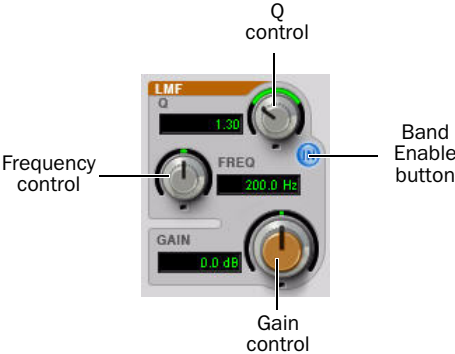 Q
control
LMF
Q
1.30
IN
Band
Enable
button
Frequency
control
FREQ
200.0 Hz
GAIN
0.0 dB
Gain
control